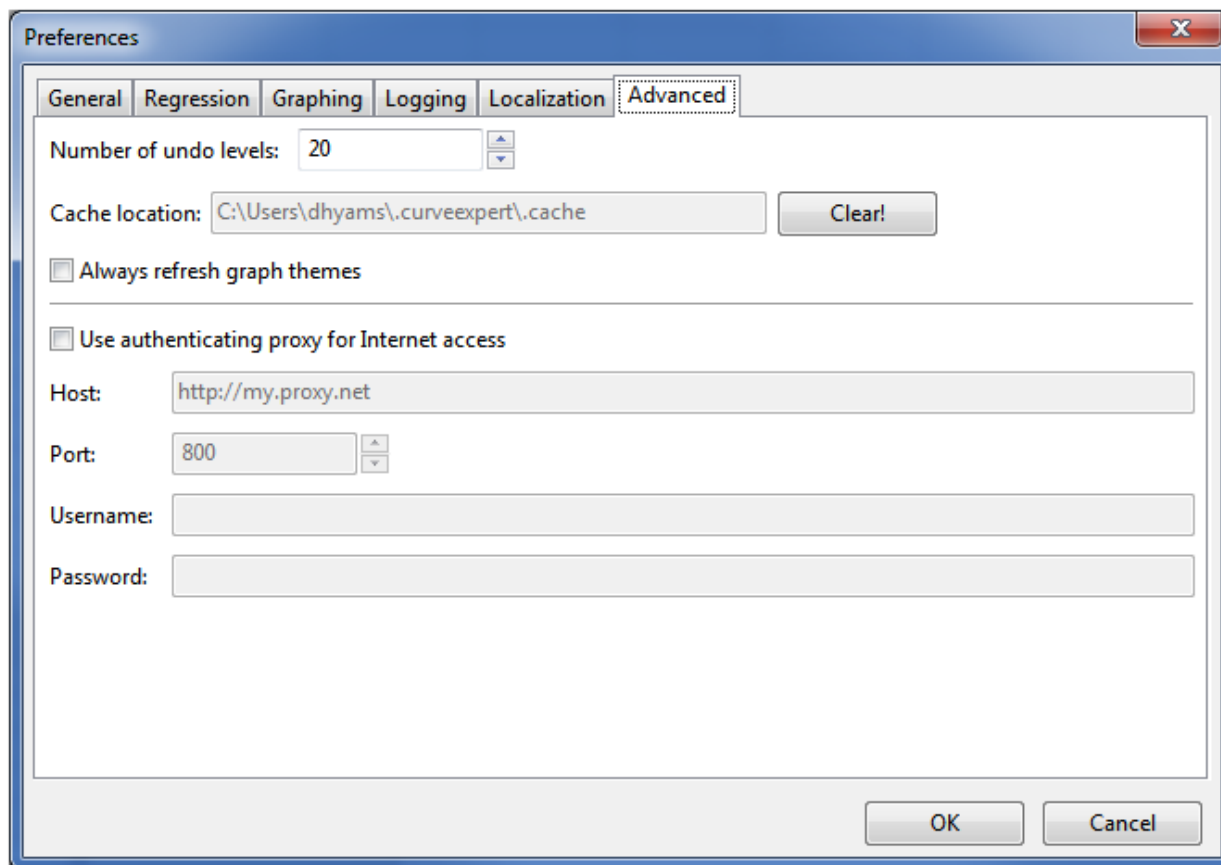 Preferences
General Regression Graphing Logging Localization Advanced
Number of undo levels: 20
Cache location: C:\Users\dhyams\.curveexpert\.cache Clear!
Always refresh graph themes
Use authenticating proxy for Internet access
Host: http://my.proxy.net
Port: 800
Username:
Password:
OK Cancel